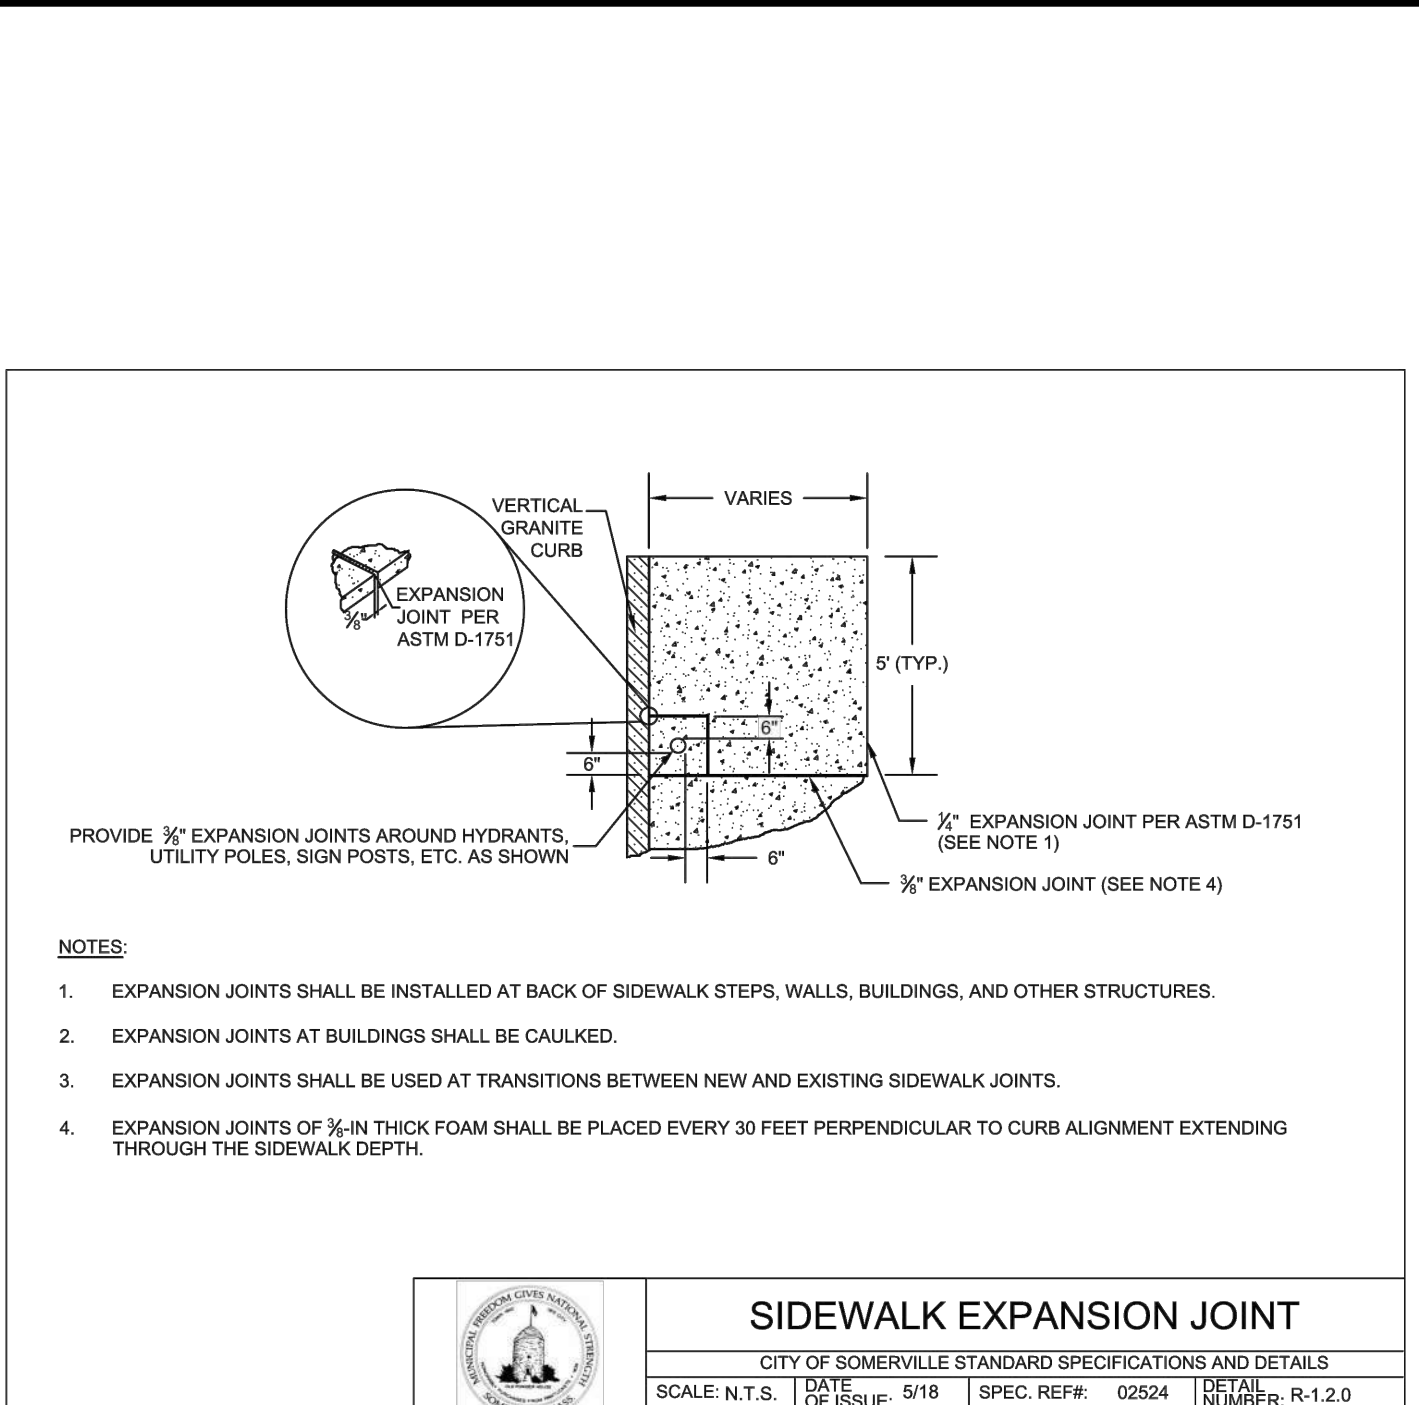 VARIES
VERTICAL
GRANITE
CURB
EXPANSION
JOINT PER
ASTM D-1751
⅜"
5' (TYP.)
6"
6"
PROVIDE ⅜" EXPANSION JOINTS AROUND HYDRANTS,
UTILITY POLES, SIGN POSTS, ETC. AS SHOWN
6"
¼" EXPANSION JOINT PER ASTM D-1751
(SEE NOTE 1)
⅜" EXPANSION JOINT (SEE NOTE 4)
NOTES:
1. EXPANSION JOINTS SHALL BE INSTALLED AT BACK OF SIDEWALK STEPS, WALLS, BUILDINGS, AND OTHER STRUCTURES.
2. EXPANSION JOINTS AT BUILDINGS SHALL BE CAULKED.
3. EXPANSION JOINTS SHALL BE USED AT TRANSITIONS BETWEEN NEW AND EXISTING SIDEWALK JOINTS.
4. EXPANSION JOINTS OF ⅜-IN THICK FOAM SHALL BE PLACED EVERY 30 FEET PERPENDICULAR TO CURB ALIGNMENT EXTENDING
THROUGH THE SIDEWALK DEPTH.
MUNICIPAL FREEDOM GIVES NATIONAL STRENGTH
OLD POWDER HOUSE
SIDEWALK EXPANSION JOINT
CITY OF SOMERVILLE STANDARD SPECIFICATIONS AND DETAILS
SCALE: N.T.S.
DATE
OF ISSUE. 5/18
SPEC. REF#: 02524
DETAIL
NUMBER: R-1.2.0